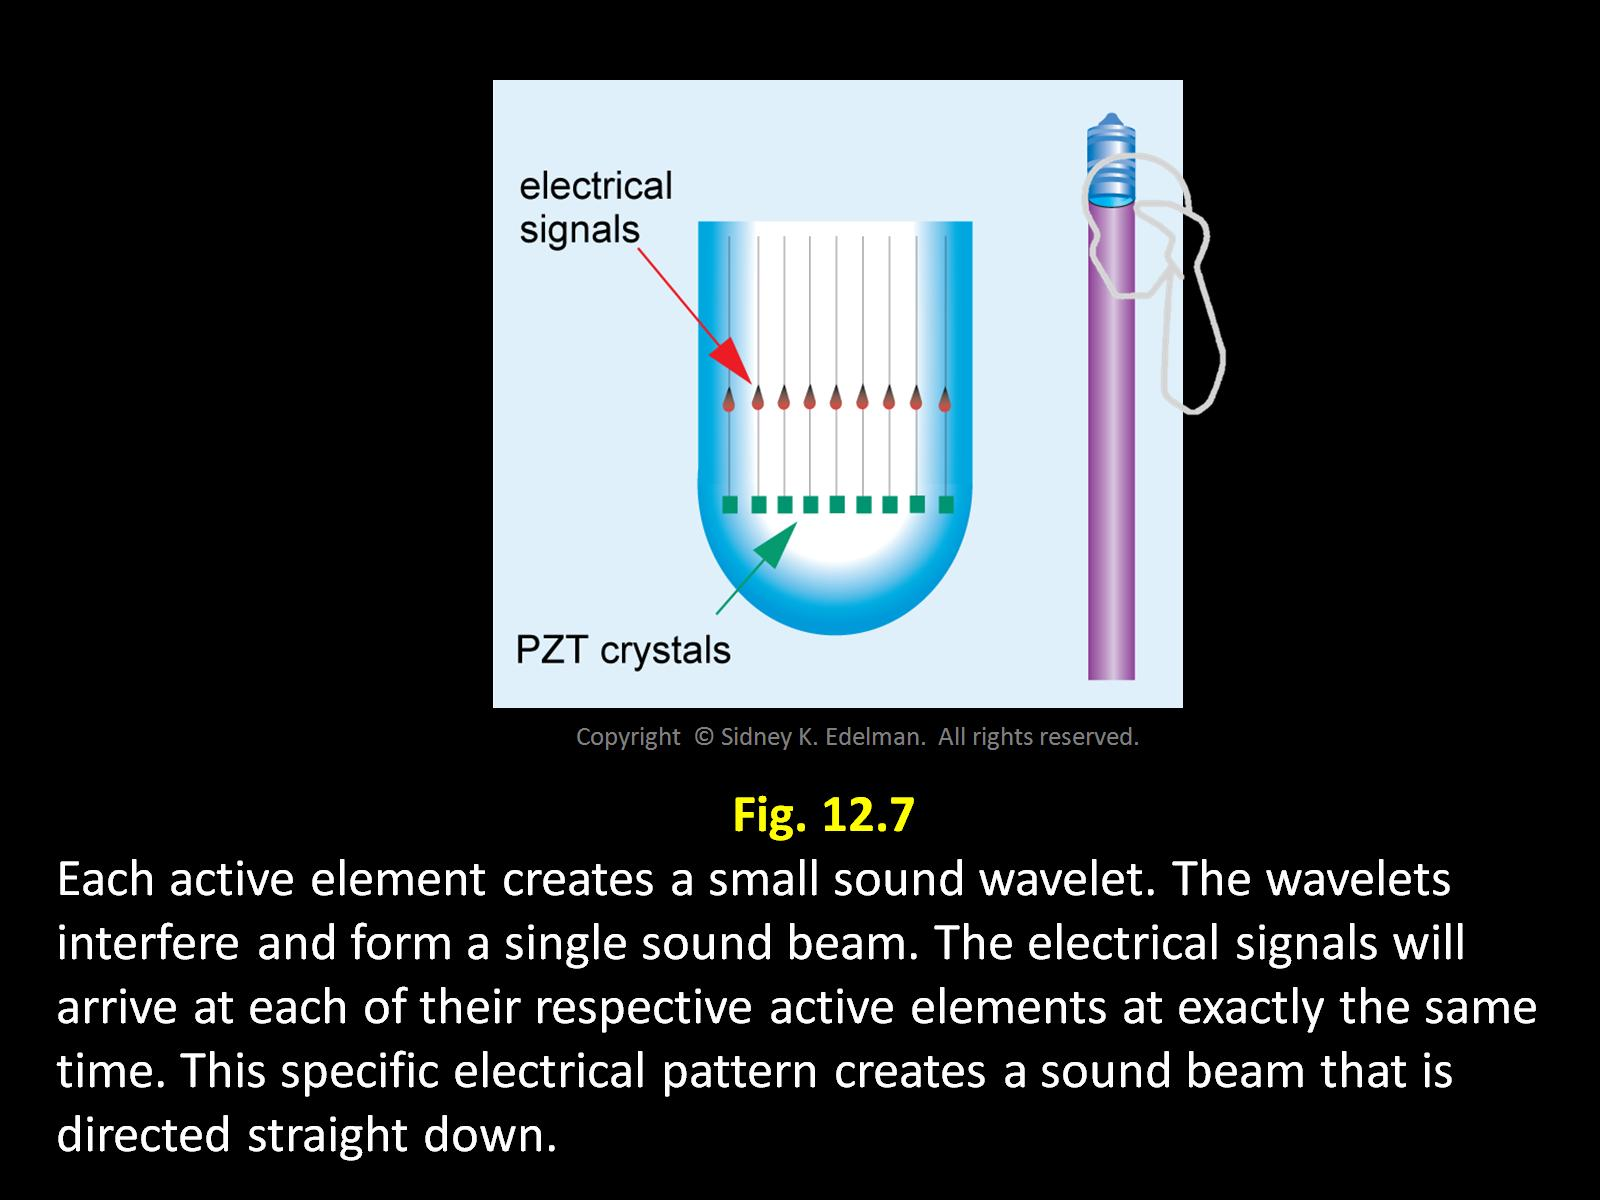 electrical
signals
PZT crystals
Copyright © Sidney K. Edelman. All rights reserved.
Fig. 12.7
Each active element creates a small sound wavelet. The wavelets
interfere and form a single sound beam. The electrical signals will
arrive at each of their respective active elements at exactly the same
time. This specific electrical pattern creates a sound beam that is
directed straight down.